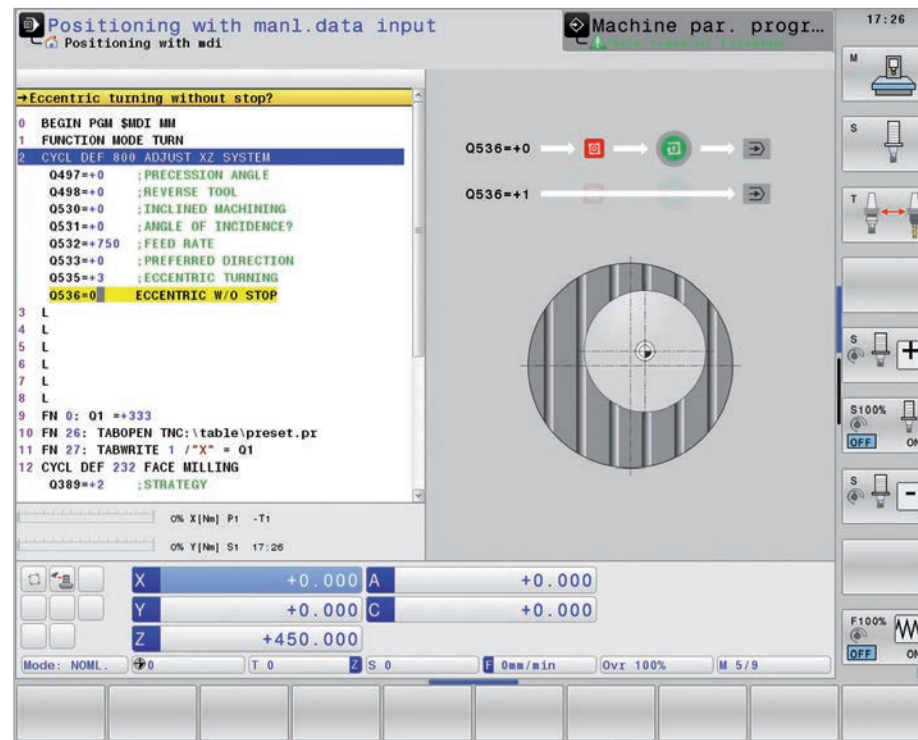 Positioning with manl.data input
Machine par. progr...
17:26
Positioning with mdi
→Eccentric turning without stop?
0 BEGIN PGM $MDI MM
1 FUNCTION MODE TURN
2 CYCL DEF 800 ADJUST XZ SYSTEM
Q497=+0 ;PRECESSION ANGLE
Q498=+0 ;REVERSE TOOL
Q530=+0 ;INCLINED MACHINING
Q531=+0 ;ANGLE OF INCIDENCE?
Q532=+750 ;FEED RATE
Q533=+0 ;PREFERRED DIRECTION
Q535=+3 ;ECCENTRIC TURNING
Q536=0 ECCENTRIC W/O STOP
3 L
4 L
5 L
6 L
7 L
8 L
9 FN 0: Q1 =+333
10 FN 26: TABOPEN TNC:\table\preset.pr
11 FN 27: TABWRITE 1 /"X" = Q1
12 CYCL DEF 232 FACE MILLING
Q389=+2 ;STRATEGY
Q536=+0
Q536=+1
0% X[Nm] P1 -T1
0% Y[Nm] S1 17:26
X +0.000 A +0.000
Y +0.000 C +0.000
Z +450.000
Mode: NOML. 0 T 0 Z S 0 F 0mm/min Ovr 100% M 5/9
M
S
T
S +
S100%
OFF ON
S -
F100%
OFF ON